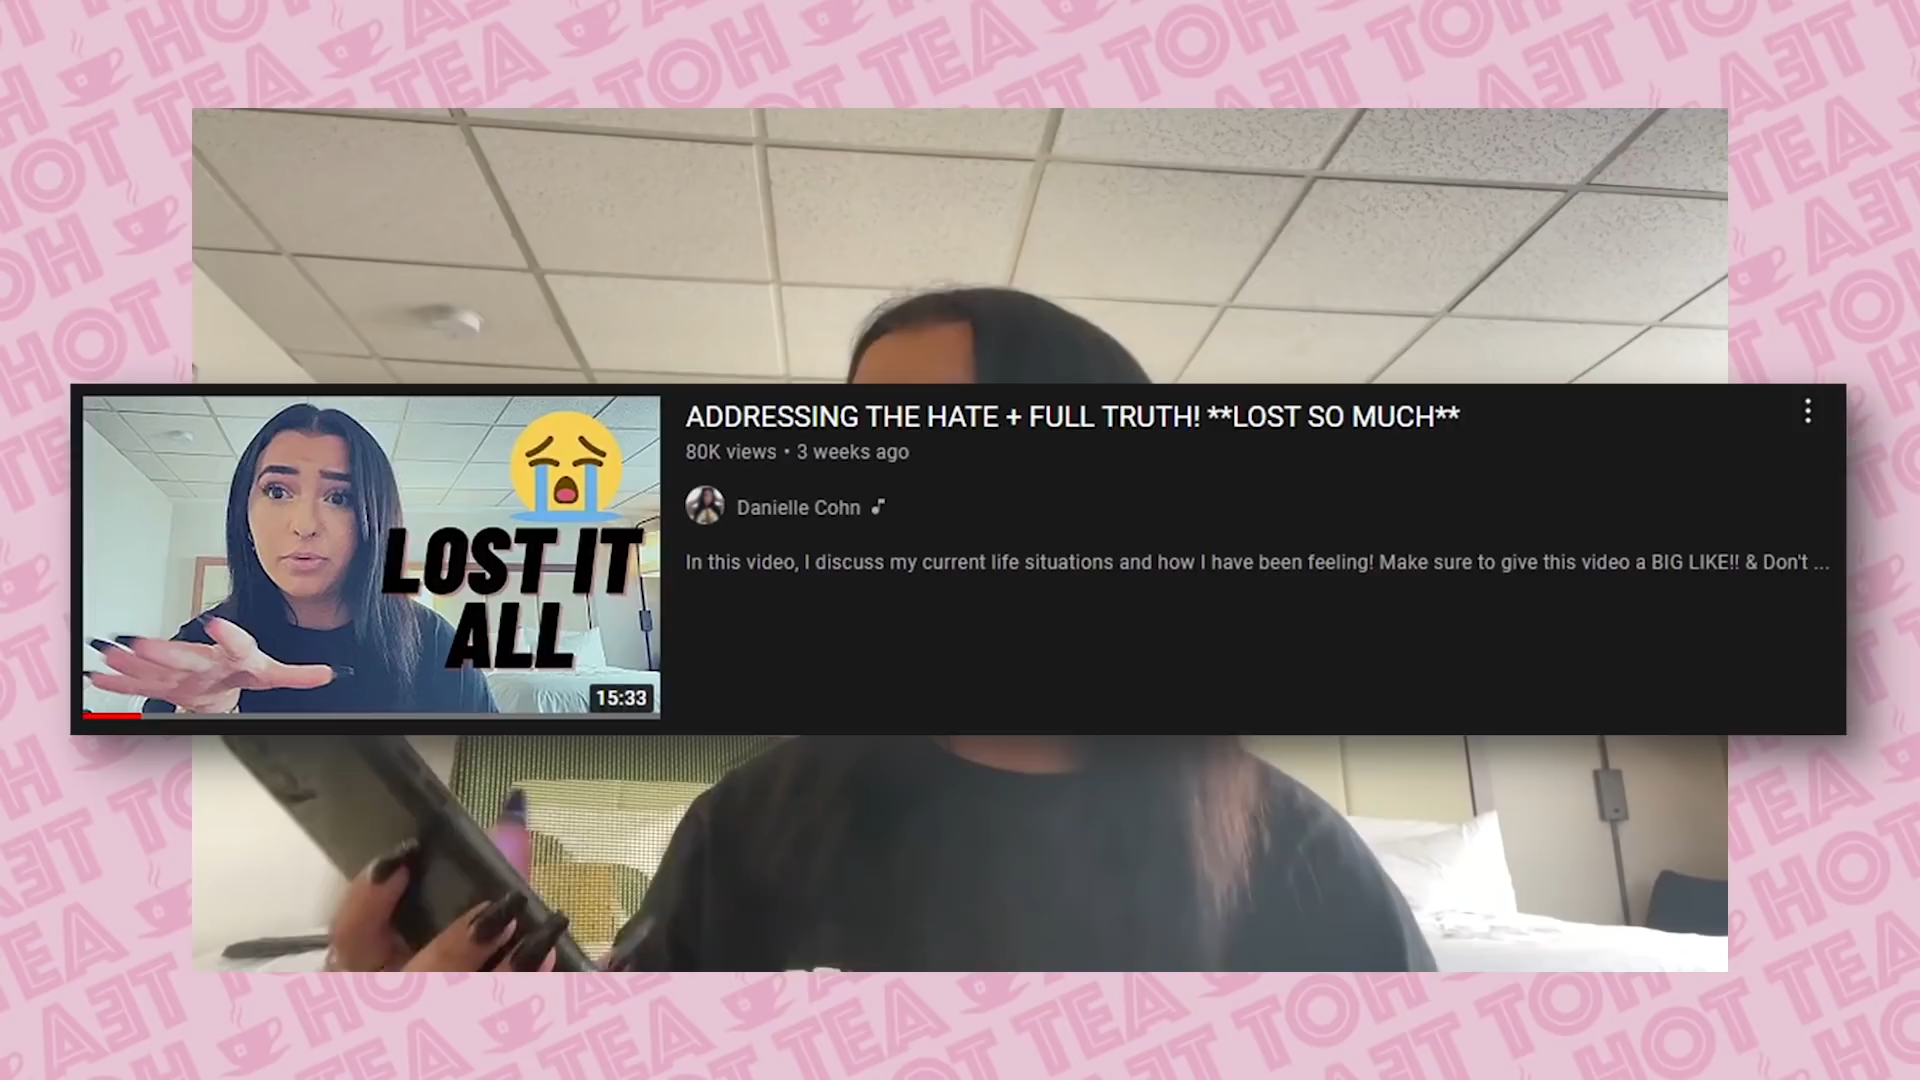 ADDRESSING THE HATE + FULL TRUTH! **LOST SO MUCH**
80K views • 3 weeks ago
Danielle Cohn
In this video, I discuss my current life situations and how I have been feeling! Make sure to give this video a BIG LIKE!! & Don't ...
LOST IT
ALL
15:33
HOT TEA